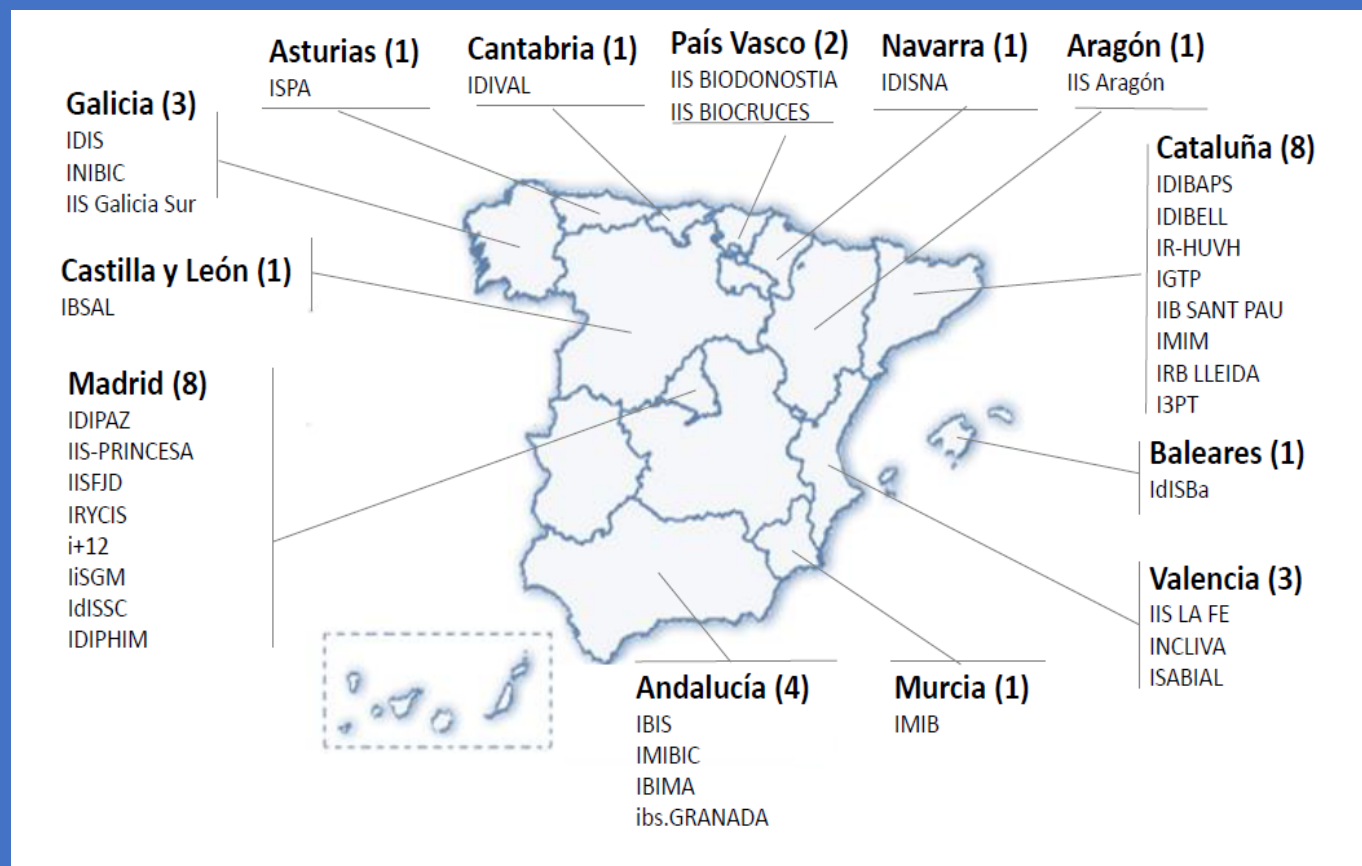 Asturias (1)
ISPA
Cantabria (1)
IDIVAL
País Vasco (2)
IIS BIODONOSTIA
IIS BIOCRUCES
Navarra (1)
IDISNA
Aragón (1)
IIS Aragón
Galicia (3)
IDIS
INIBIC
IIS Galicia Sur
Cataluña (8)
IDIBAPS
IDIBELL
IR-HUVH
IGTP
IIB SANT PAU
IMIM
IRB LLEIDA
I3PT
Castilla y León (1)
IBSAL
Madrid (8)
IDIPAZ
IIS-PRINCESA
IISFJD
IRYCIS
i+12
IiSGM
IdISSC
IDIPHIM
Baleares (1)
IdISBa
Valencia (3)
IIS LA FE
INCLIVA
ISABIAL
Andalucía (4)
IBIS
IMIBIC
IBIMA
ibs.GRANADA
Murcia (1)
IMIB